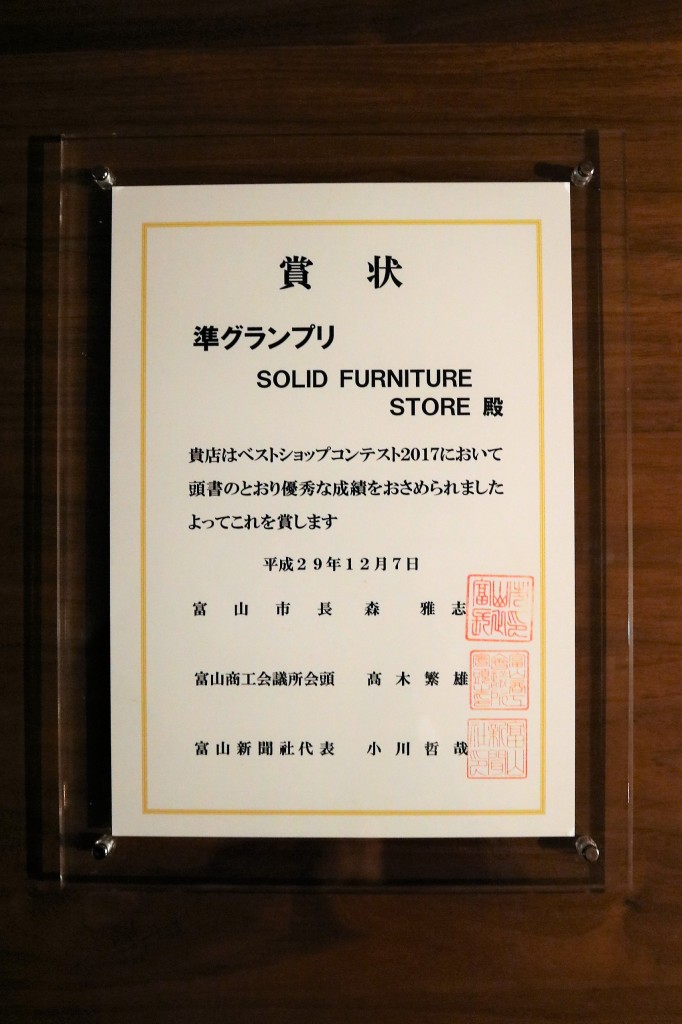 賞状
準グランプリ
SOLID FURNITURE
STORE 殿
貴店はベストショップコンテスト2017において
頭書のとおり優秀な成績をおさめられました
よってこれを賞します
平成29年12月7日
富山市長 森 雅志
富山商工会議所会頭 高木繁雄
富山新聞社代表 小川哲哉